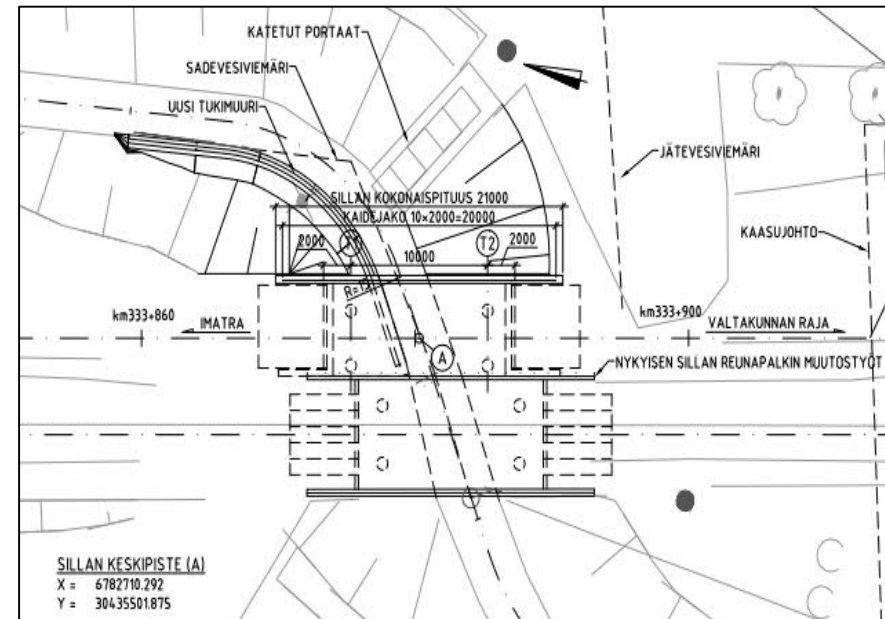 KATETUT PORTAAT
SADEVESIVIEMÄRI
UUSI TUKIMUURI
JÄTEVESIVIEMÄRI
SILLAN KOKONAISPITUUS 21000
KAIDEJAKO 10×2000=20000
KAASUJOHTO
2000
T2
2000
10000
km333+860
IMATRA
km333+900
VALTAKUNNAN RAJA
A
NYKYISEN SILLAN REUNAPALKIN MUUTOSTYÖT
SILLAN KESKIPISTE (A)
X = 6782710.292
Y = 30435501.875